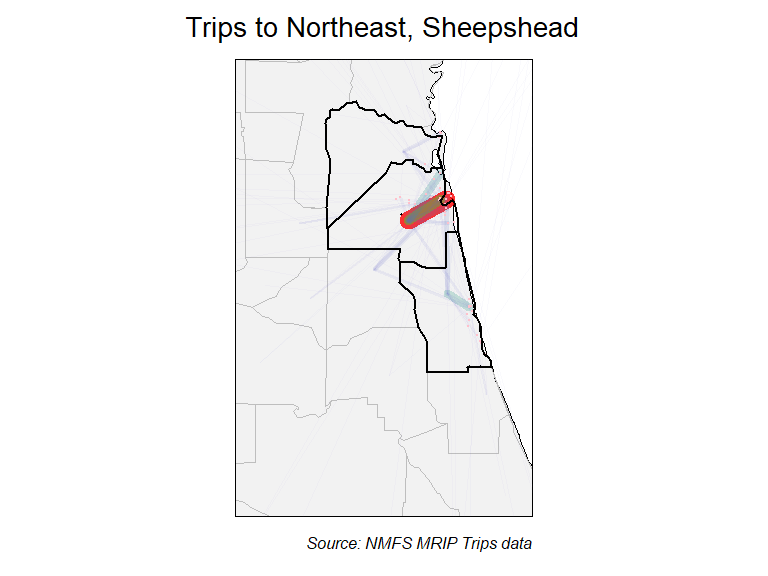 Trips to Northeast, Sheepshead
Source: NMFS MRIP Trips data